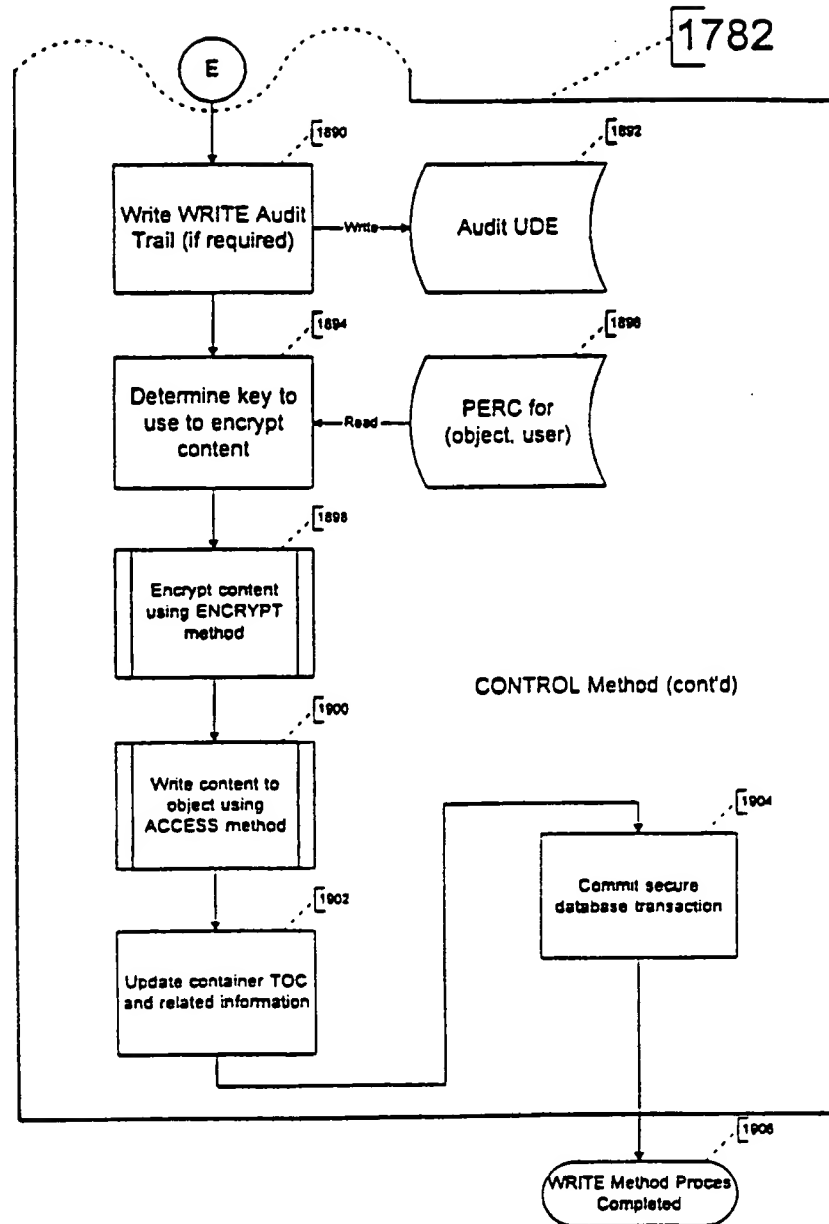 1782
E
1890
Write WRITE Audit
Trail (if required)
Write
1892
Audit UDE
1894
Determine key to
use to encrypt
content
Read
1896
PERC for
(object, user)
1898
Encrypt content
using ENCRYPT
method
CONTROL Method (cont'd)
1900
Write content to
object using
ACCESS method
1902
Update container TOC
and related information
1904
Commit secure
database transaction
1906
WRITE Method Proces
Completed